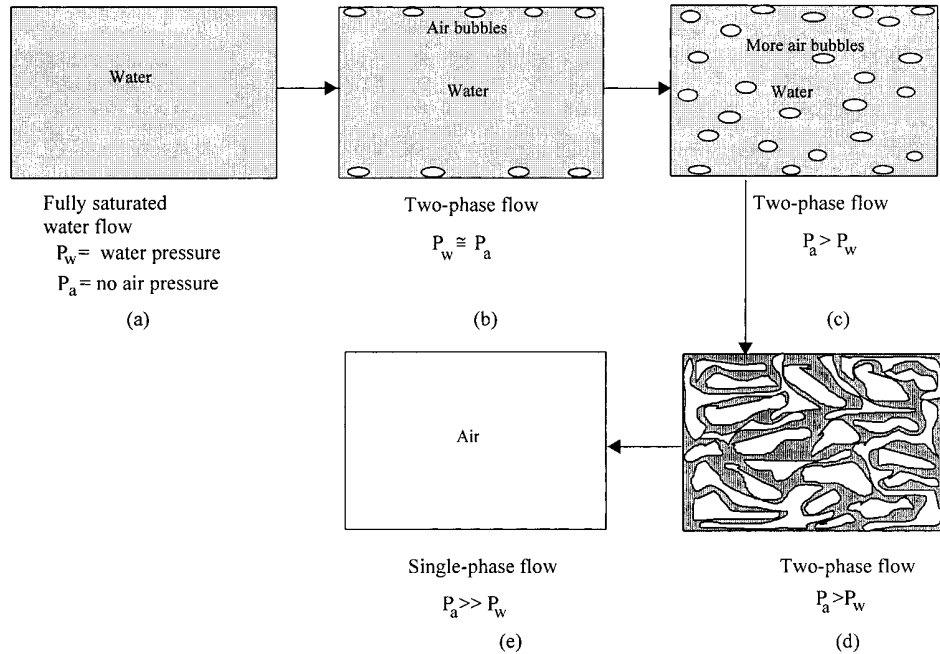 Water
Fully saturated
water flow
P_w = water pressure
P_a = no air pressure
(a)
Air bubbles
Water
Two-phase flow
P_w ≅ P_a
(b)
More air bubbles
Water
Two-phase flow
P_a > P_w
(c)
Two-phase flow
P_a >P_w
(d)
Air
Single-phase flow
P_a >> P_w
(e)